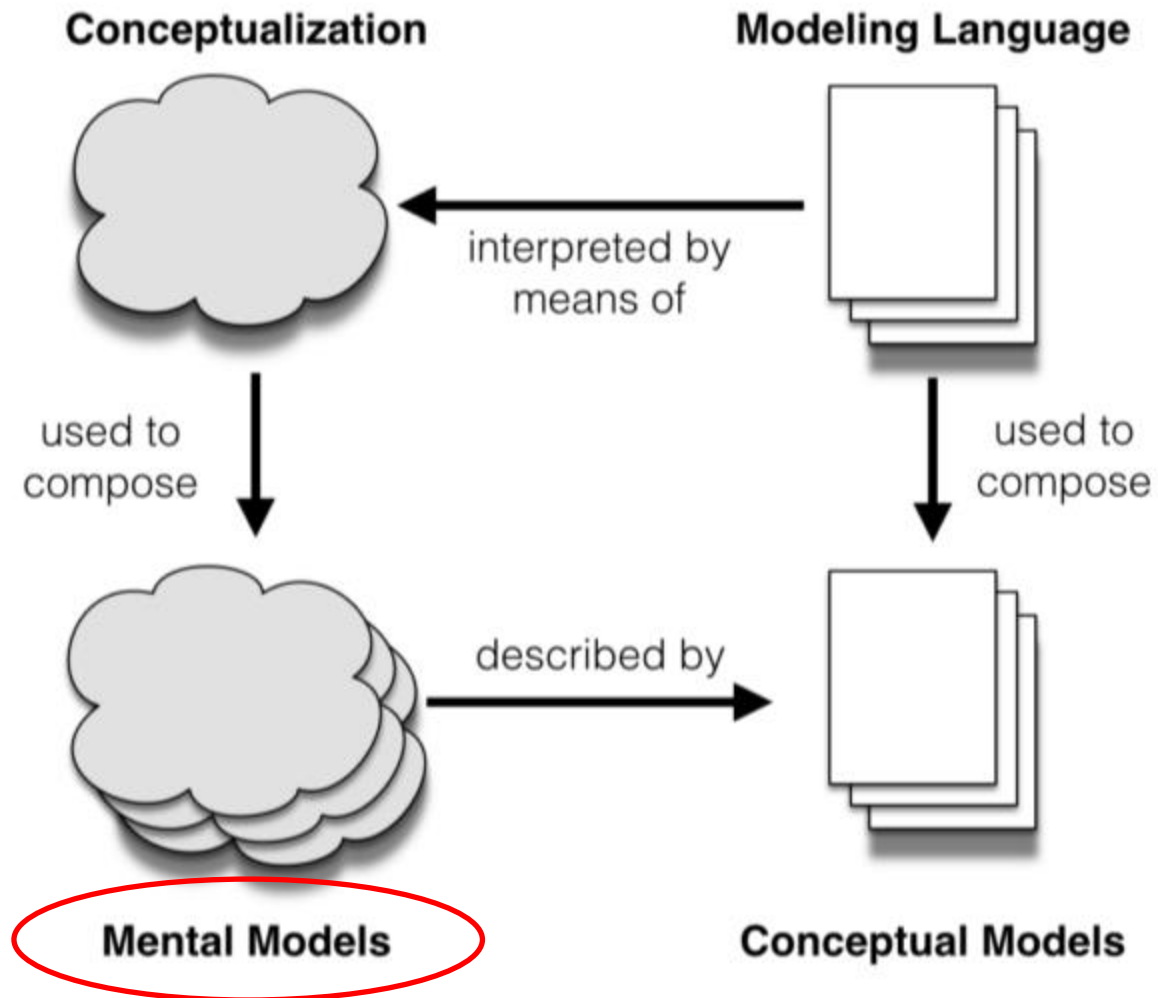 Conceptualization
Modeling Language
interpreted by
means of
used to
compose
used to
compose
described by
Mental Models
Conceptual Models